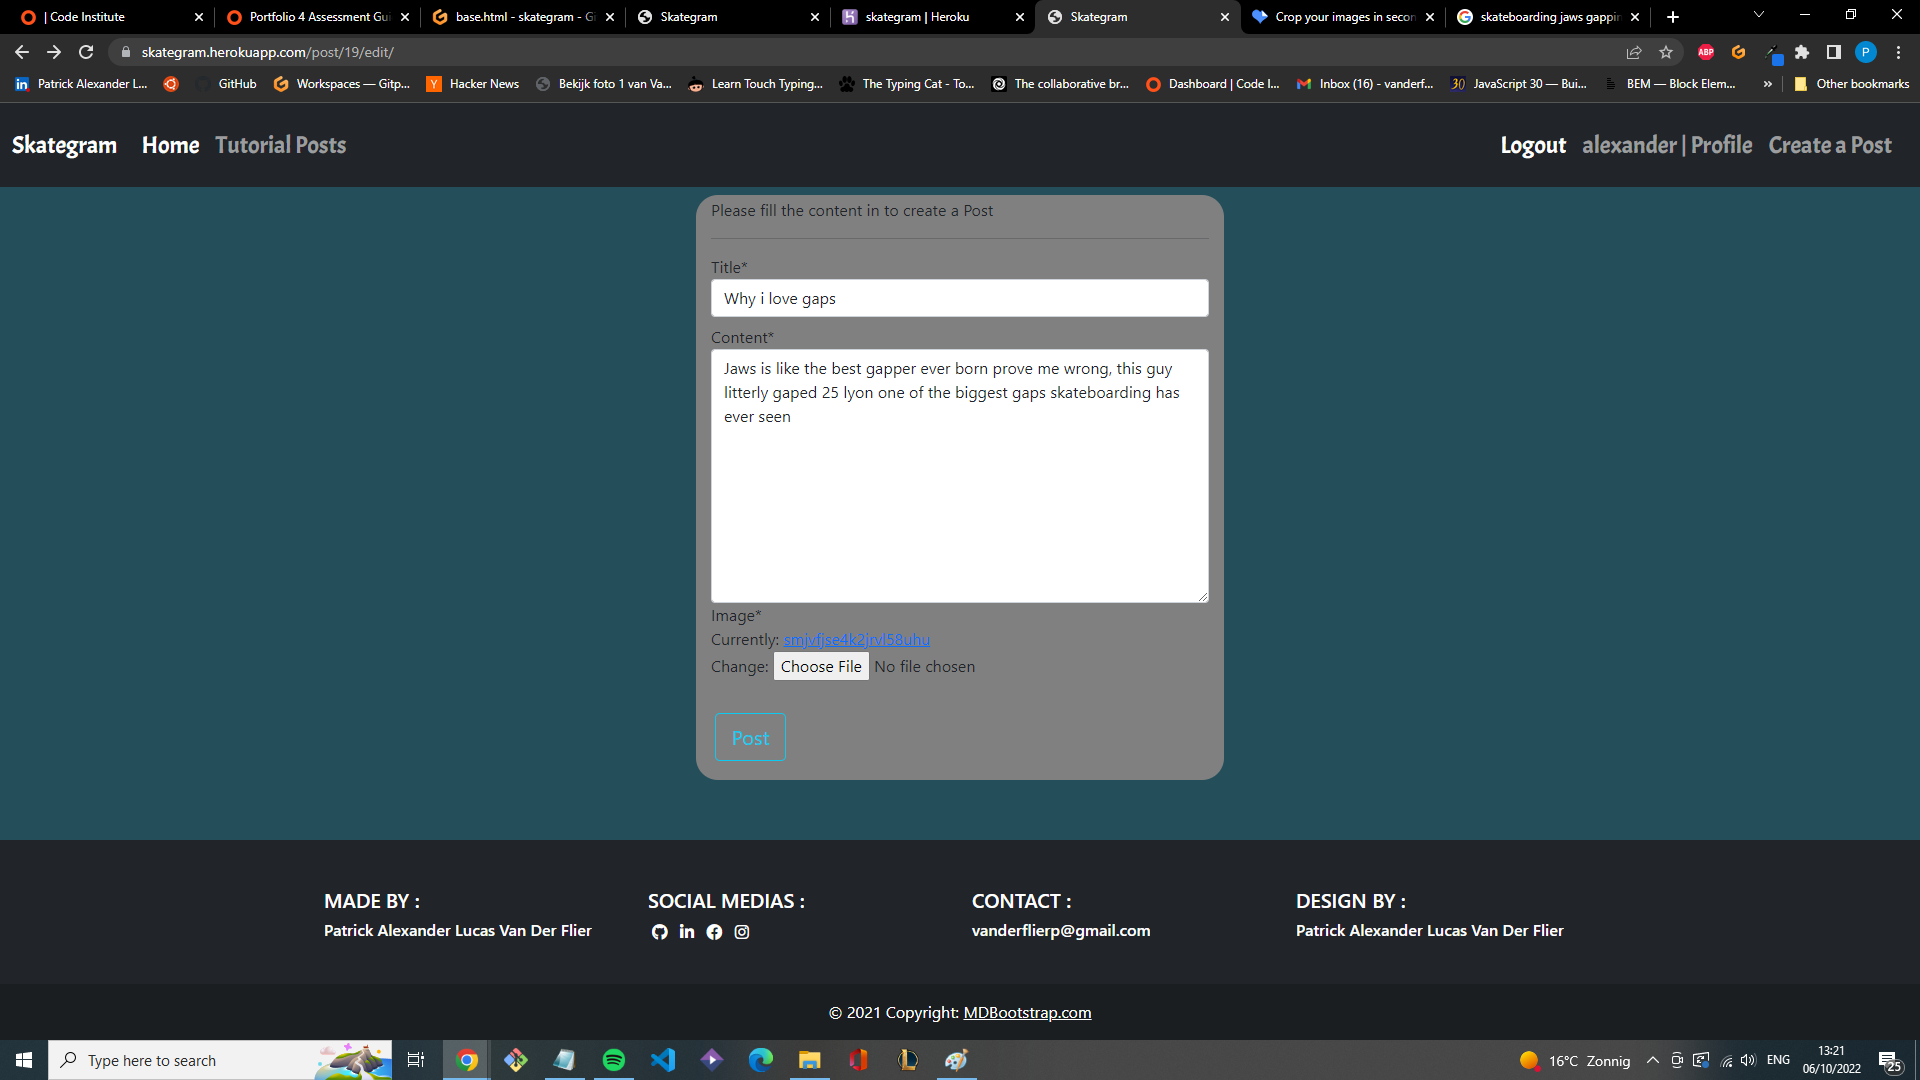 | Code Institute
Portfolio 4 Assessment Gui
base.html - skategram - Gi
Skategram
skategram | Heroku
Skategram
Crop your images in secon
skateboarding jaws gappin
skategram.herokuapp.com/post/19/edit/
ABP
P
Patrick Alexander L...
GitHub
Workspaces — Gitp...
Hacker News
Bekijk foto 1 van Va...
Learn Touch Typing...
The Typing Cat - To...
The collaborative br...
Dashboard | Code I...
Inbox (16) - vanderf...
30
JavaScript 30 — Bui...
BEM — Block Elem...
»
Other bookmarks
Skategram
Home
Tutorial Posts
Logout
alexander | Profile
Create a Post
Please fill the content in to create a Post
Title*
Why i love gaps
Content*
Jaws is like the best gapper ever born prove me wrong, this guy
litterly gaped 25 lyon one of the biggest gaps skateboarding has
ever seen
Image*
Currently: smjvfjse4k2jrvl58uhu
Change: Choose File No file chosen
Post
MADE BY :
Patrick Alexander Lucas Van Der Flier
SOCIAL MEDIAS :
CONTACT :
vanderflierp@gmail.com
DESIGN BY :
Patrick Alexander Lucas Van Der Flier
© 2021 Copyright: MDBootstrap.com
Type here to search
16°C Zonnig
ENG
13:21
06/10/2022
25